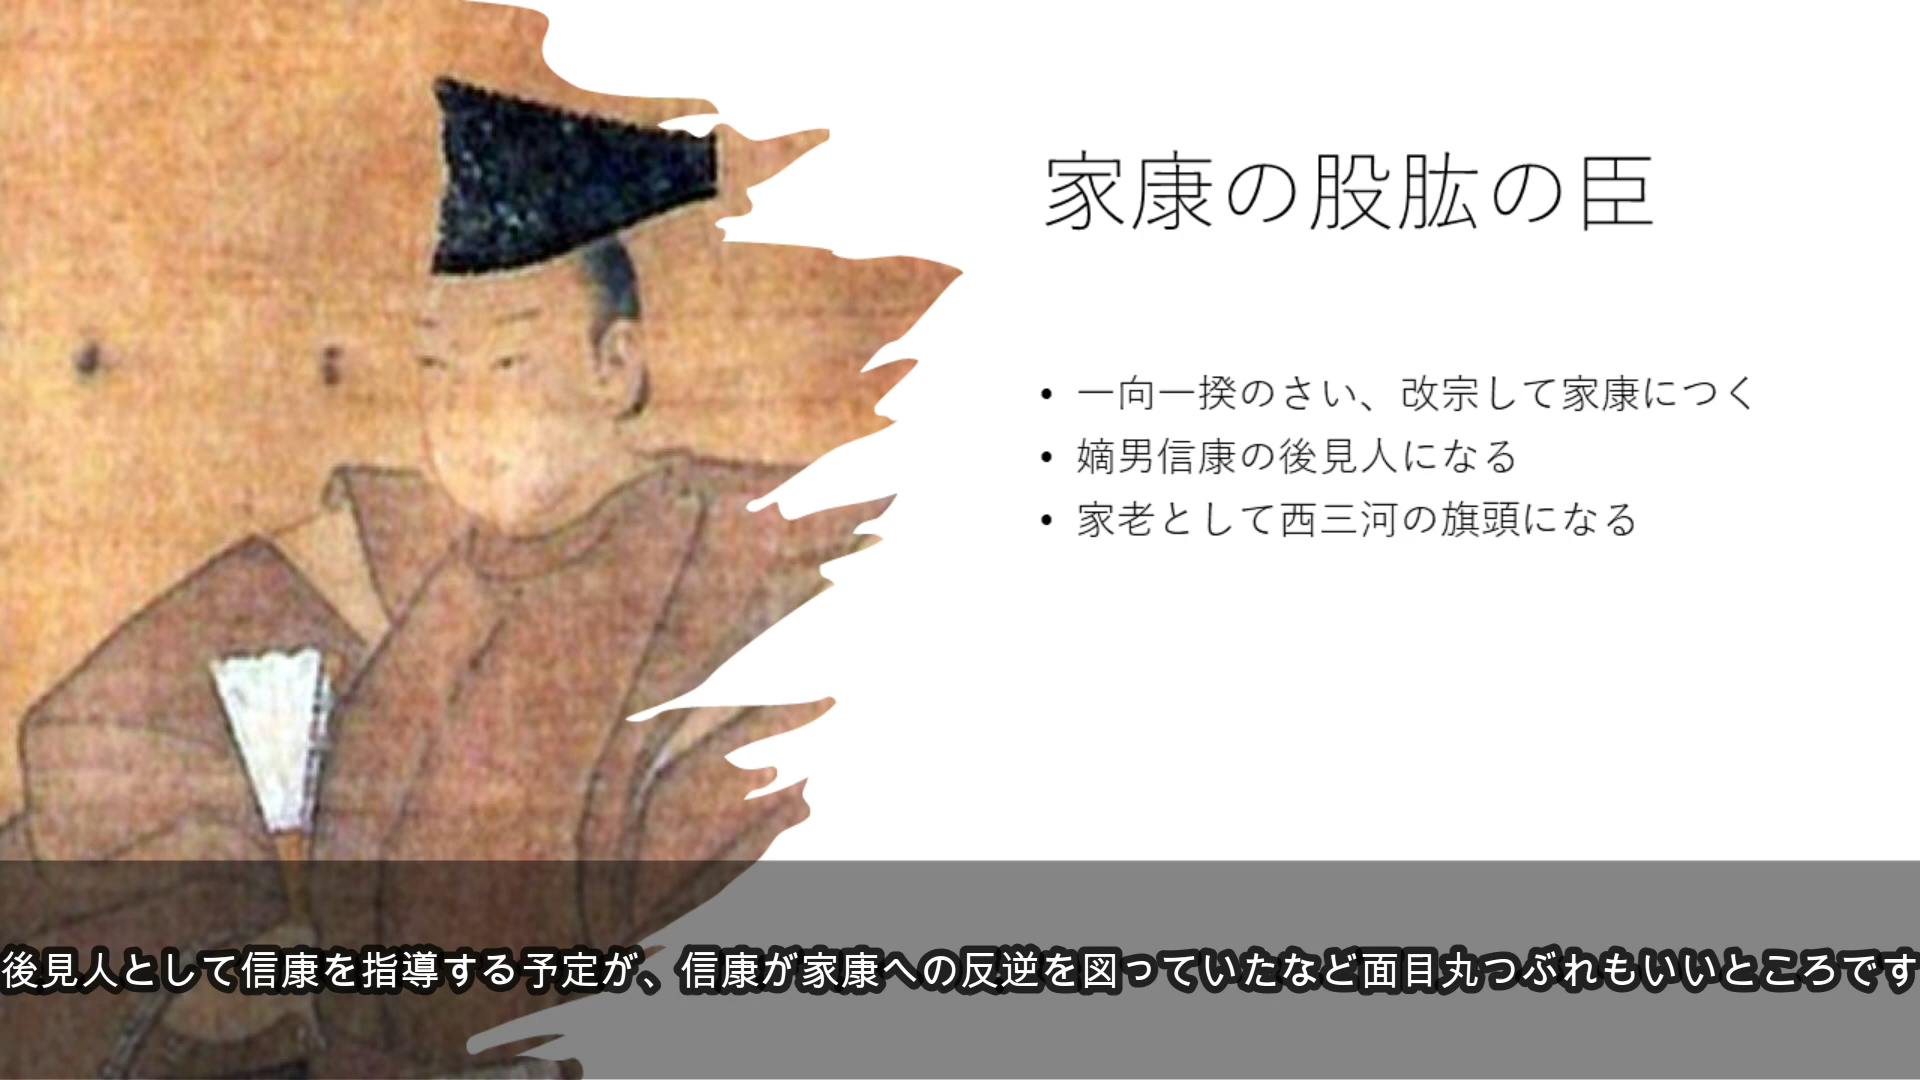 家康の股肱の臣
• 一向一揆のさい、改宗して家康につく
• 嫡男信康の後見人になる
• 家老として西三河の旗頭になる
後見人として信康を指導する予定が、信康が家康への反逆を図っていたなど面目丸つぶれもいいところです